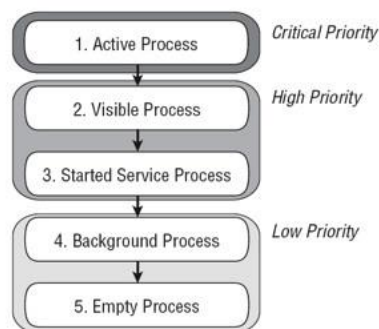 1. Active Process
Critical Priority
2. Visible Process
High Priority
3. Started Service Process
4. Background Process
Low Priority
5. Empty Process